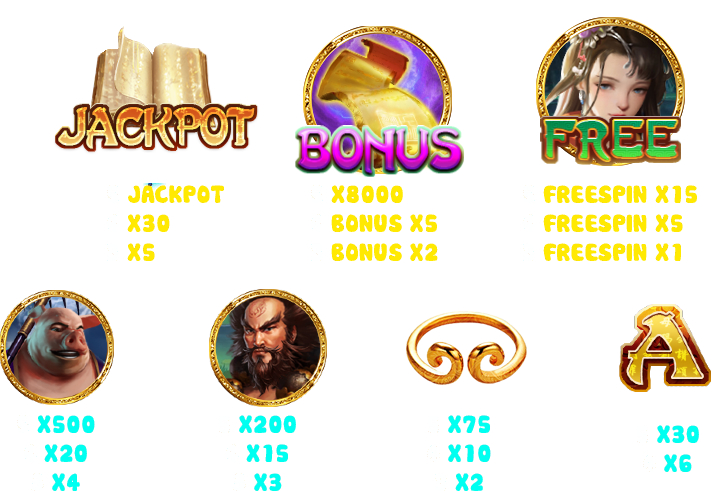 JACKPOT BONUS FREE
JACKPOT X8000 FREESPIN X15
X30 BONUS X5 FREESPIN X5
X5 BONUS X2 FREESPIN X1
A
X500 X200 X75 X30
X20 X15 X10 X6
X4 X3 X2